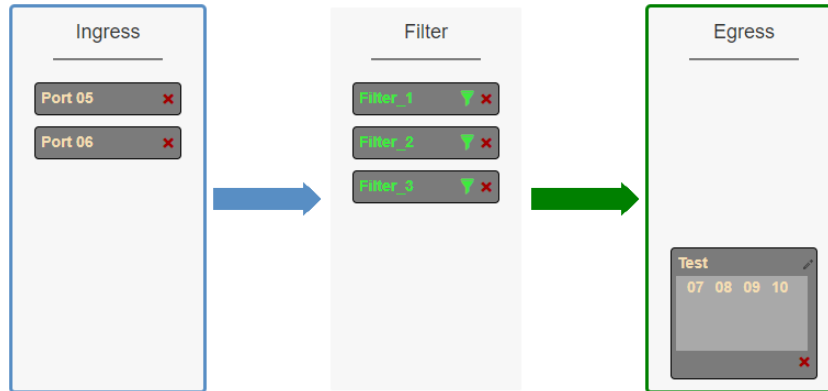 Ingress
Port 05
Port 06
Filter
Filter_1
Filter_2
Filter_3
Egress
Test
07 08 09 10